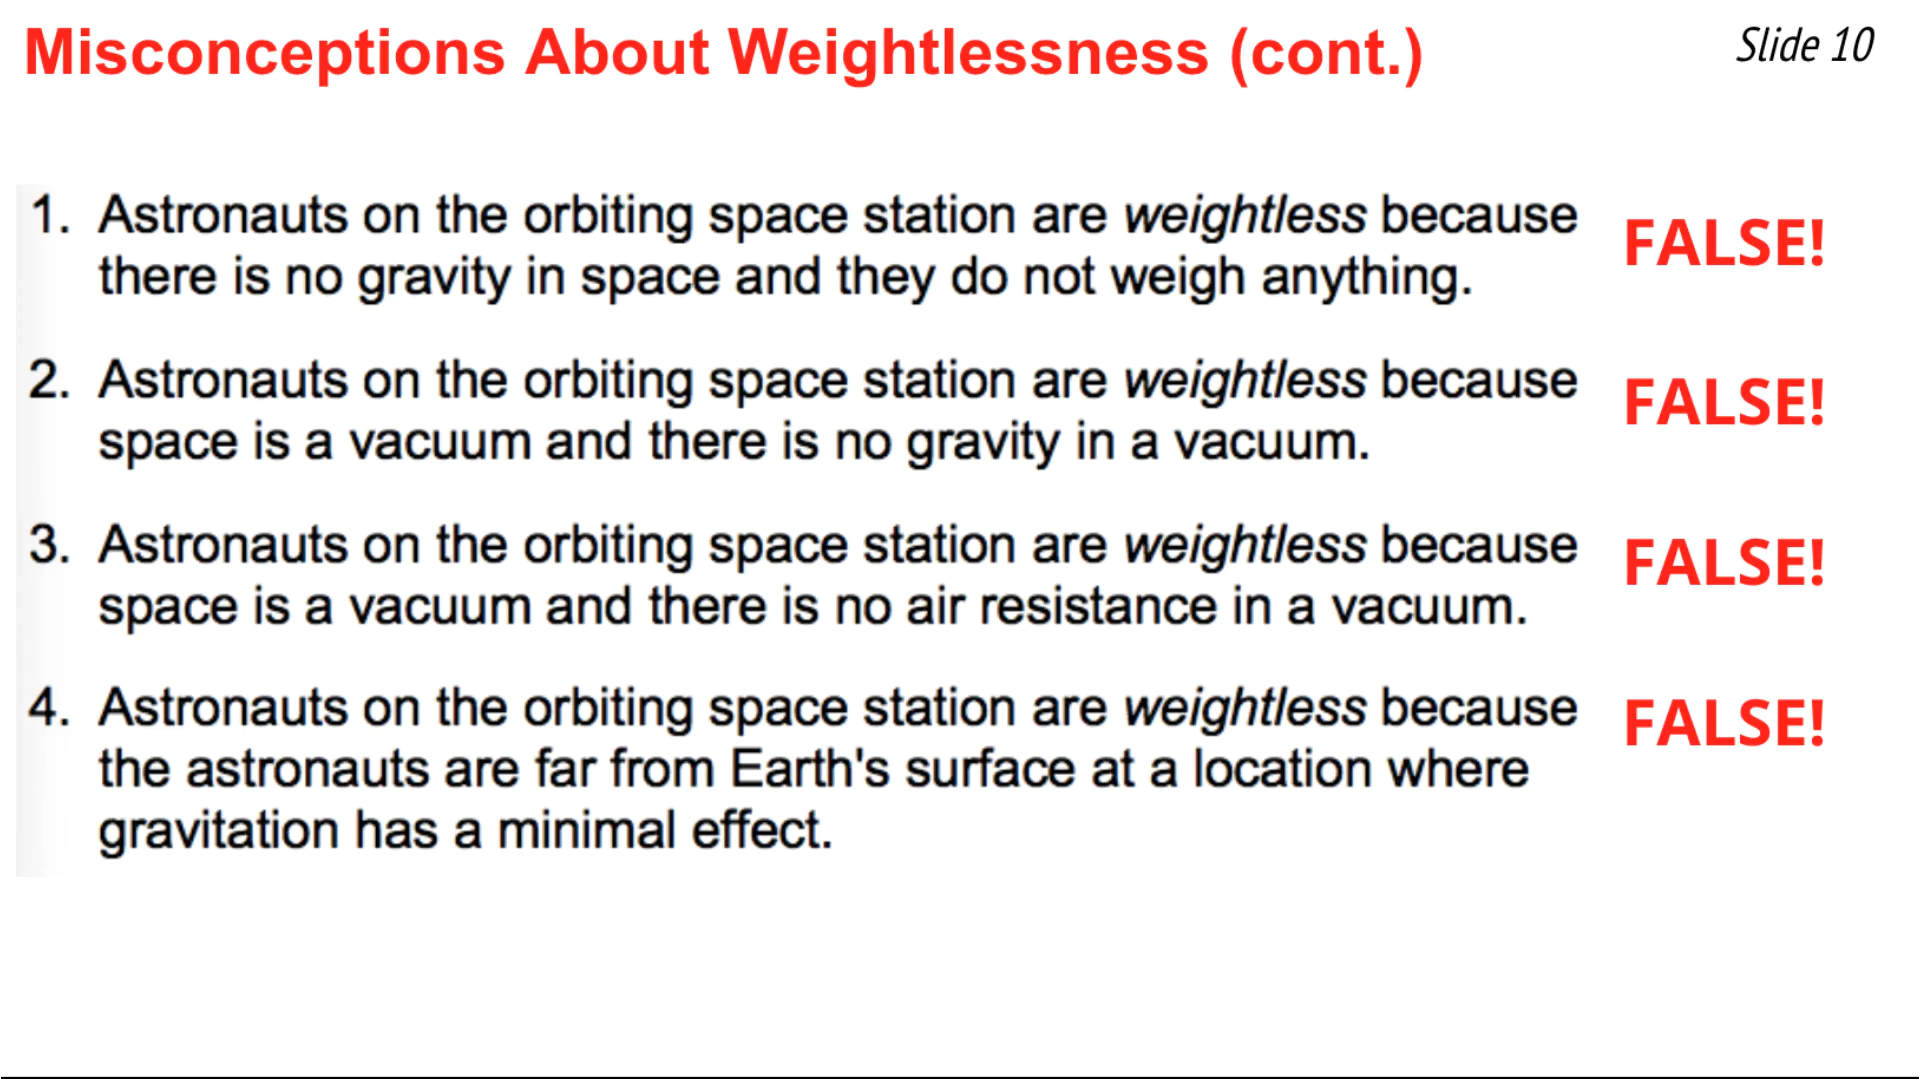 Misconceptions About Weightlessness (cont.)
Slide 10
1. Astronauts on the orbiting space station are weightless because
there is no gravity in space and they do not weigh anything.
FALSE!
2. Astronauts on the orbiting space station are weightless because
space is a vacuum and there is no gravity in a vacuum.
FALSE!
3. Astronauts on the orbiting space station are weightless because
space is a vacuum and there is no air resistance in a vacuum.
FALSE!
4. Astronauts on the orbiting space station are weightless because
the astronauts are far from Earth's surface at a location where
gravitation has a minimal effect.
FALSE!